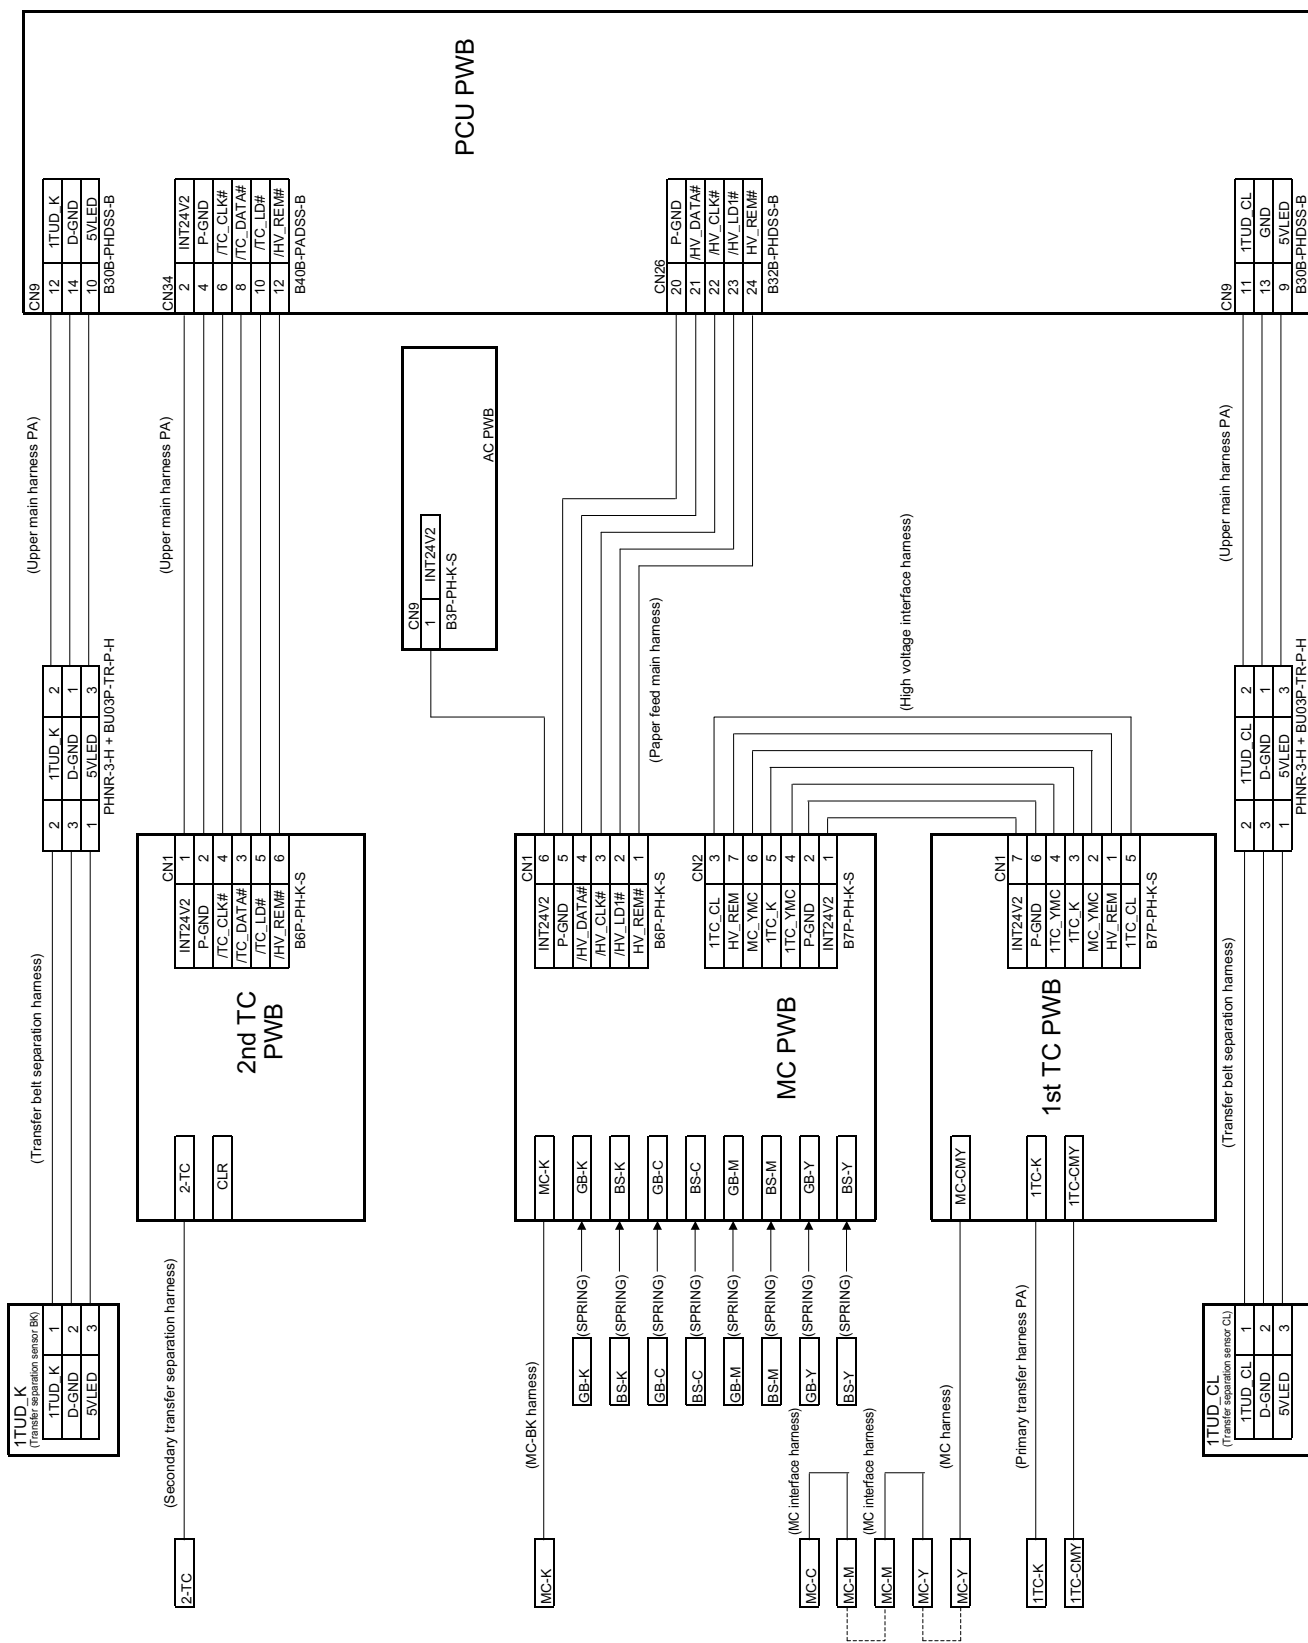 PCU PWB
CN9
12 1TUD_K
14 D-GND
10 5VLED
B30B-PHDSS-B
CN34
2 INT24V2
4 P-GND
6 /TC_CLK#
8 /TC_DATA#
10 /TC_LD#
12 /HV_REM#
B40B-PADSS-B
CN26
20 P-GND
21 /HV_DATA#
22 /HV_CLK#
23 /HV_LD1#
24 HV_REM#
B32B-PHDSS-B
CN9
11 1TUD_CL
13 GND
9 5VLED
B30B-PHDSS-B
(Upper main harness PA)
(Upper main harness PA)
(Upper main harness PA)
AC PWB
CN9
1 INT24V2
B3P-PH-K-S
(Paper feed main harness)
(High voltage interface harness)
2 1TUD_K 2
3 D-GND 1
1 5VLED 3
PHNR-3-H + BU03P-TR-P-H
2 1TUD_CL 2
3 D-GND 1
1 5VLED 3
PHNR-3-H + BU03P-TR-P-H
CN1
INT24V2 1
P-GND 2
/TC_CLK# 4
/TC_DATA# 3
/TC_LD# 5
/HV_REM# 6
B6P-PH-K-S
2nd TC
PWB
2-TC
CLR
CN1
INT24V2 6
P-GND 5
/HV_DATA# 4
/HV_CLK# 3
/HV_LD1# 2
HV_REM# 1
B6P-PH-K-S
CN2
1TC_CL 3
HV_REM 7
MC_YMC 6
1TC_K 5
1TC_YMC 4
P-GND 2
INT24V2 1
B7P-PH-K-S
MC PWB
MC-K
GB-K
BS-K
GB-C
BS-C
GB-M
BS-M
GB-Y
BS-Y
CN1
INT24V2 7
P-GND 6
1TC_YMC 4
1TC_K 3
MC_YMC 2
HV_REM 1
1TC_CL 5
B7P-PH-K-S
1st TC PWB
MC-CMY
1TC-K
1TC-CMY
(Transfer belt separation harness)
(Transfer belt separation harness)
1TUD_K
(Transfer separation sensor BK)
1TUD_K 1
D-GND 2
5VLED 3
(Secondary transfer separation harness)
2-TC
(MC-BK harness)
MC-K
GB-K (SPRING)
BS-K (SPRING)
GB-C (SPRING)
BS-C (SPRING)
GB-M (SPRING)
BS-M (SPRING)
GB-Y (SPRING)
BS-Y (SPRING)
(MC interface harness)
(MC interface harness)
(MC harness)
MC-C
MC-M
MC-M
MC-Y
MC-Y
(Primary transfer harness PA)
1TC-K
1TC-CMY
1TUD_CL
(Transfer separation sensor CL)
1TUD_CL 1
D-GND 2
5VLED 3